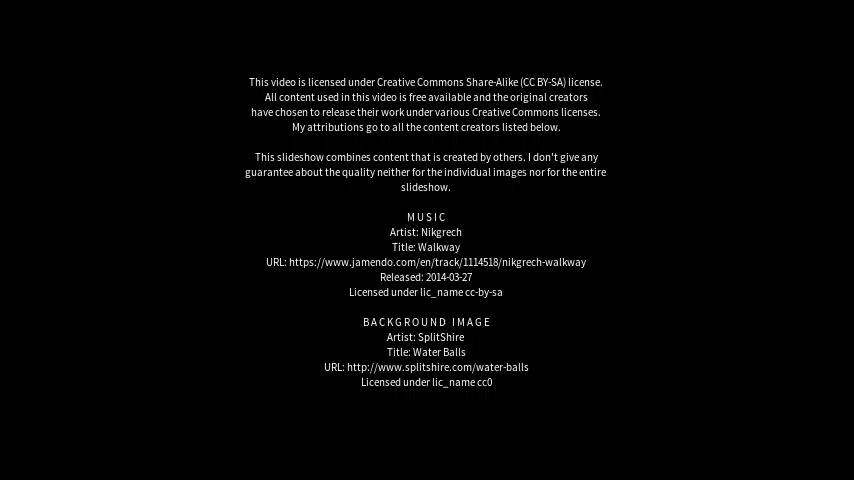 This video is licensed under Creative Commons Share-Alike (CC BY-SA) license.
All content used in this video is free available and the original creators
have chosen to release their work under various Creative Commons licenses.
My attributions go to all the content creators listed below.
This slideshow combines content that is created by others. I don't give any
guarantee about the quality neither for the individual images nor for the entire
slideshow.
MUSIC
Artist: Nikgrech
Title: Walkway
URL: https://www.jamendo.com/en/track/1114518/nikgrech-walkway
Released: 2014-03-27
Licensed under lic_name cc-by-sa
BACKGROUND IMAGE
Artist: SplitShire
Title: Water Balls
URL: http://www.splitshire.com/water-balls
Licensed under lic_name cc0